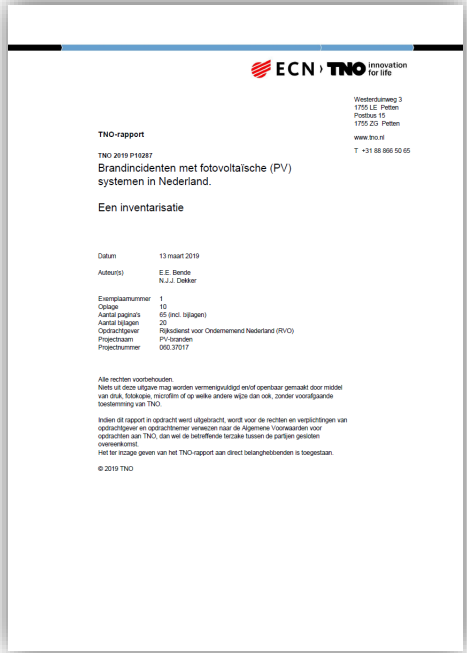 ECN › TNO innovation
for life
Westerduinweg 3
1755 LE Petten
Postbus 15
1755 ZG Petten
www.tno.nl
T +31 88 866 50 65
TNO-rapport
TNO 2019 P10287
Brandincidenten met fotovoltaïsche (PV)
systemen in Nederland.
Een inventarisatie
Datum 13 maart 2019
Auteur(s) E.E. Bende
N.J.J. Dekker
Exemplaarnummer 1
Oplage 10
Aantal pagina's 65 (incl. bijlagen)
Aantal bijlagen 20
Opdrachtgever Rijksdienst voor Ondernemend Nederland (RVO)
Projectnaam PV-branden
Projectnummer 060.37017
Alle rechten voorbehouden.
Niets uit deze uitgave mag worden vermenigvuldigd en/of openbaar gemaakt door middel
van druk, fotokopie, microfilm of op welke andere wijze dan ook, zonder voorafgaande
toestemming van TNO.
Indien dit rapport in opdracht werd uitgebracht, wordt voor de rechten en verplichtingen van
opdrachtgever en opdrachtnemer verwezen naar de Algemene Voorwaarden voor
opdrachten aan TNO, dan wel de betreffende terzake tussen de partijen gesloten
overeenkomst.
Het ter inzage geven van het TNO-rapport aan direct belanghebbenden is toegestaan.
© 2019 TNO